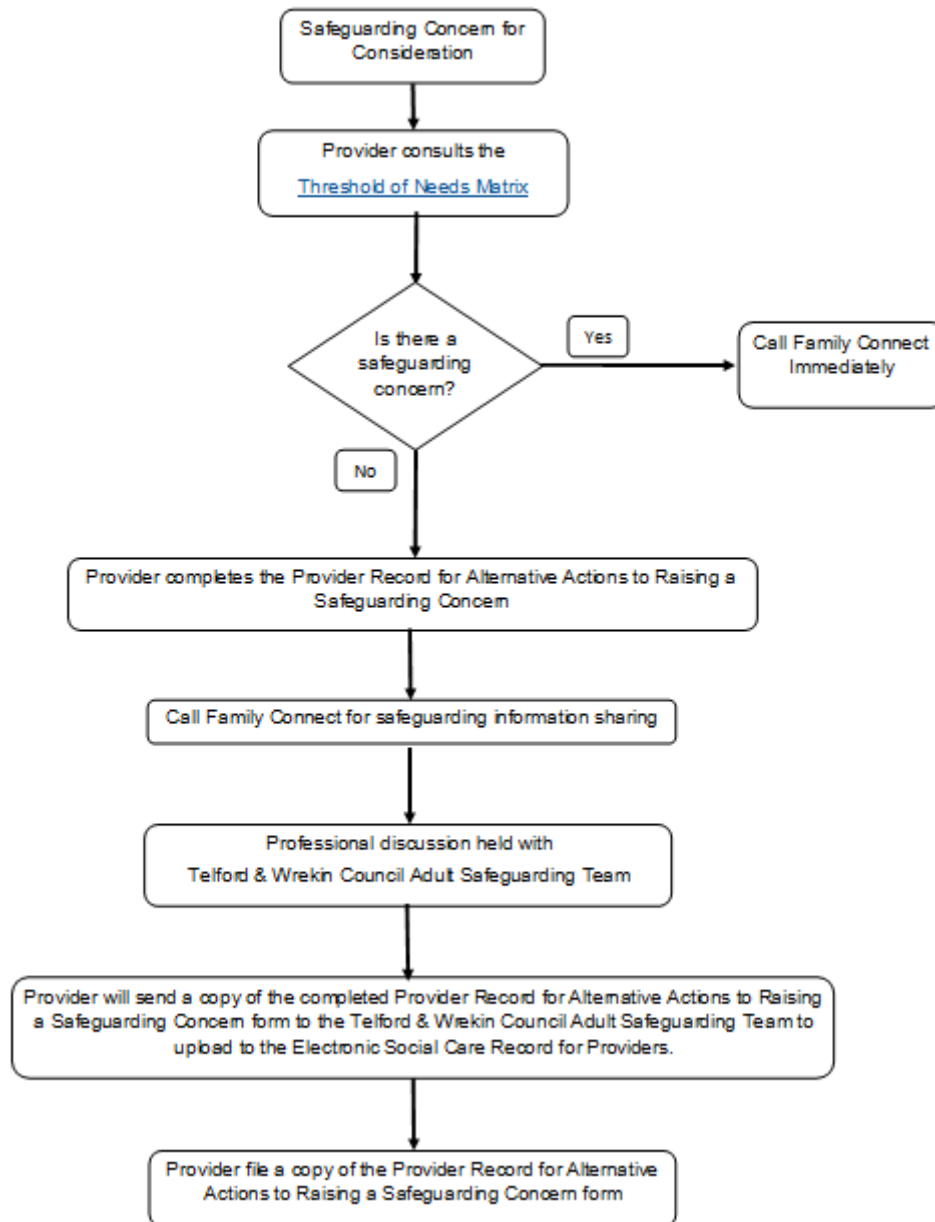 Safeguarding Concern for
Consideration
Provider consults the
Threshold of Needs Matrix
Is there a
safeguarding
concern?
Yes
Call Family Connect
Immediately
No
Provider completes the Provider Record for Alternative Actions to Raising a
Safeguarding Concern
Call Family Connect for safeguarding information sharing
Professional discussion held with
Telford & Wrekin Council Adult Safeguarding Team
Provider will send a copy of the completed Provider Record for Alternative Actions to Raising
a Safeguarding Concern form to the Telford & Wrekin Council Adult Safeguarding Team to
upload to the Electronic Social Care Record for Providers.
Provider file a copy of the Provider Record for Alternative
Actions to Raising a Safeguarding Concern form